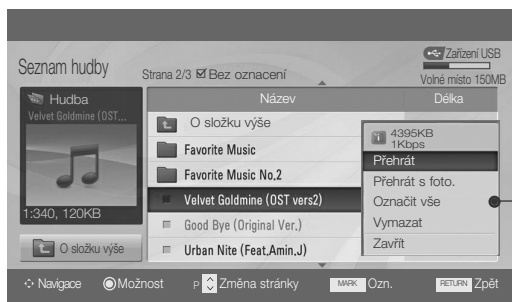 Zařízení USB
Seznam hudby
Strana 2/3 Bez oznacení
Volné místo 150MB
Hudba
Velvet Goldmine (OST...
1:340, 120KB
O složku výše
Název
Délka
O složku výše
Favorite Music
Favorite Music No.2
Velvet Goldmine (OST vers2)
Good Bye (Original Ver.)
Urban Nite (Feat.Amin.J)
4395KB
1Kbps
Přehrát
Přehrát s foto.
Označit vše
Vymazat
Zavřít
Navigace Možnost P Změna stránky MARK Ozn. RETURN Zpět